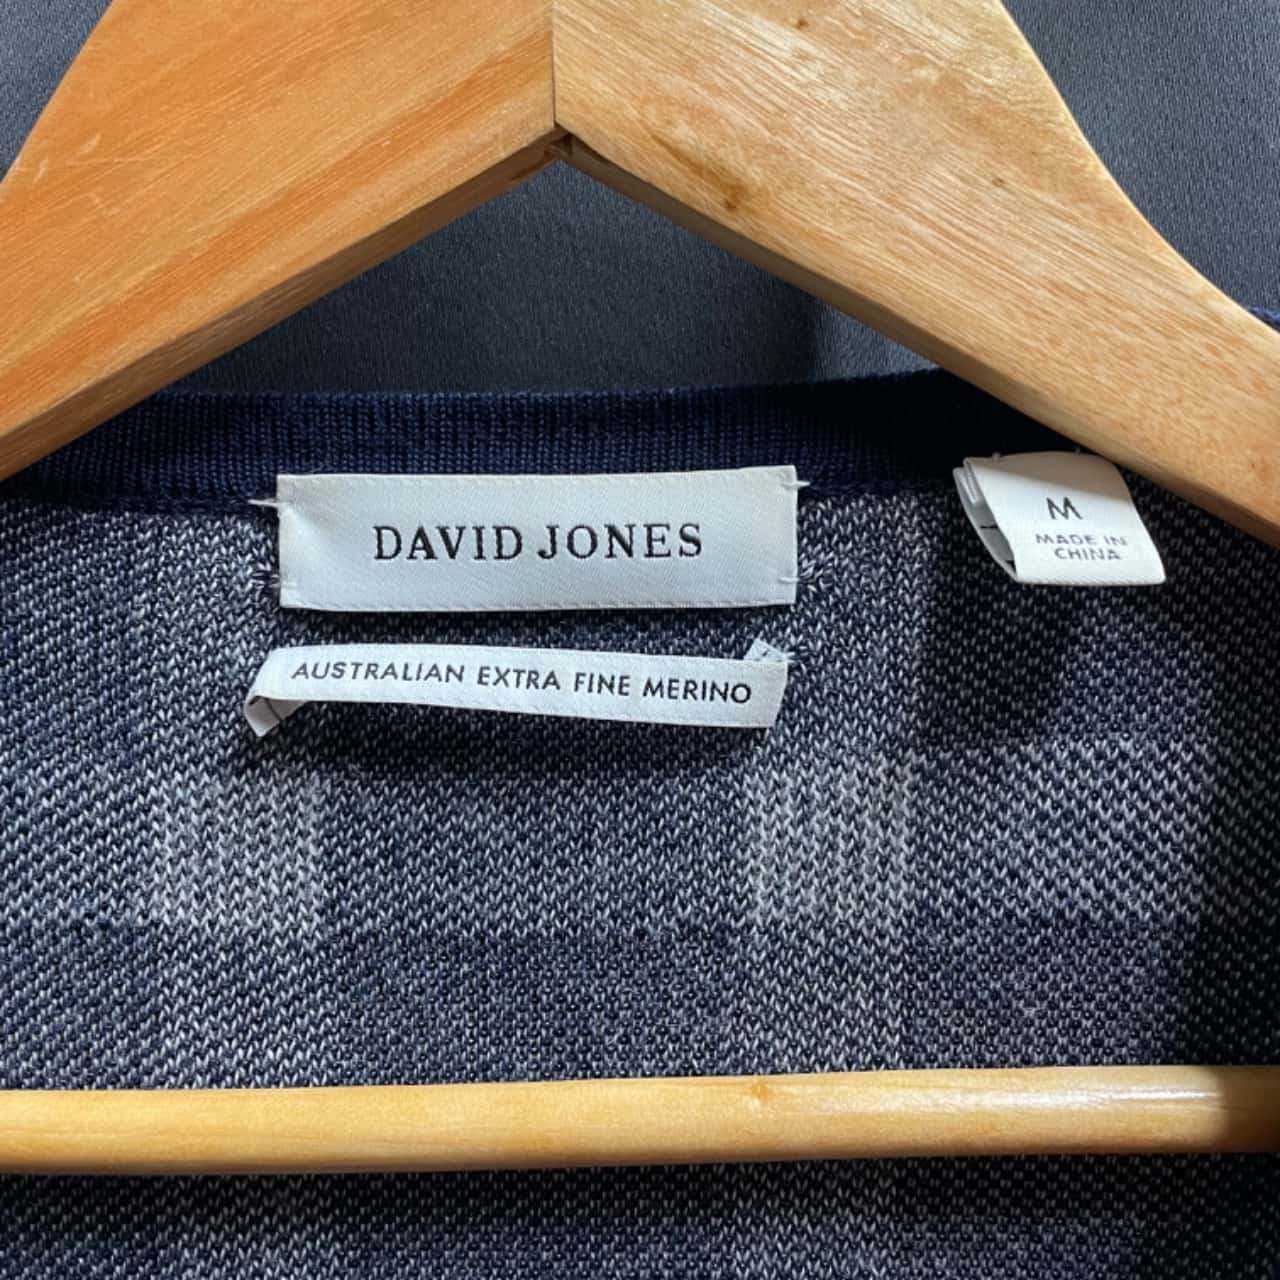 DAVID JONES
AUSTRALIAN EXTRA FINE MERINO
M
MADE IN
CHINA